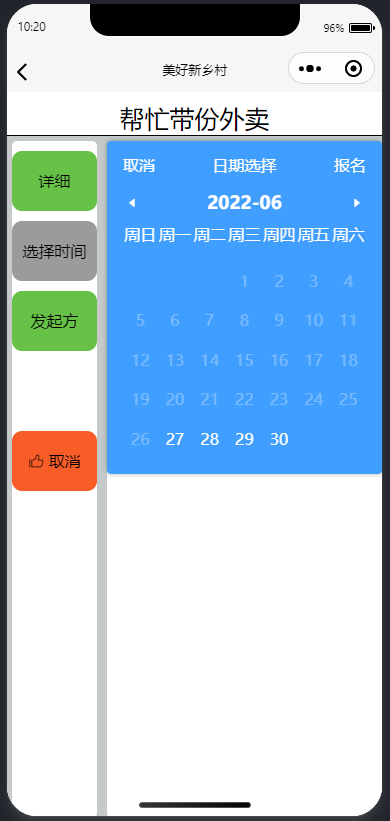 10:20
96%
美好新乡村
帮忙带份外卖
详细
选择时间
发起方
取消
取消 日期选择 报名
2022-06
周日 周一 周二 周三 周四 周五 周六
1 2 3 4
5 6 7 8 9 10 11
12 13 14 15 16 17 18
19 20 21 22 23 24 25
26 27 28 29 30